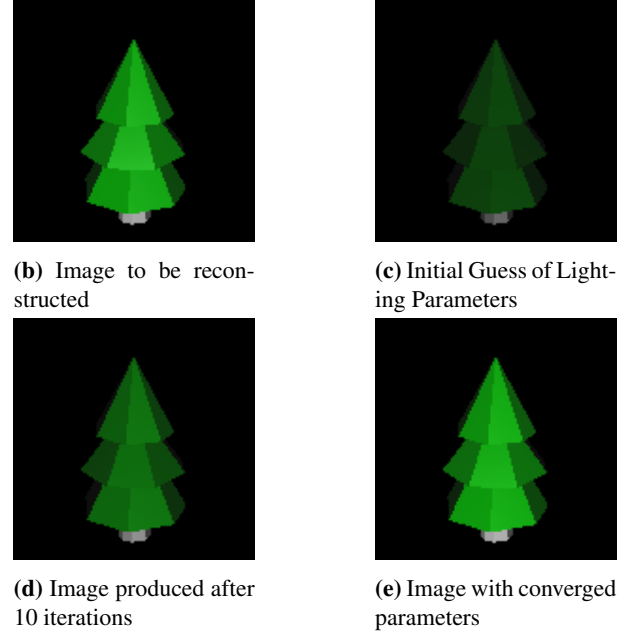 (b) Image to be recon-
structed
(c) Initial Guess of Light-
ing Parameters
(d) Image produced after
10 iterations
(e) Image with converged
parameters